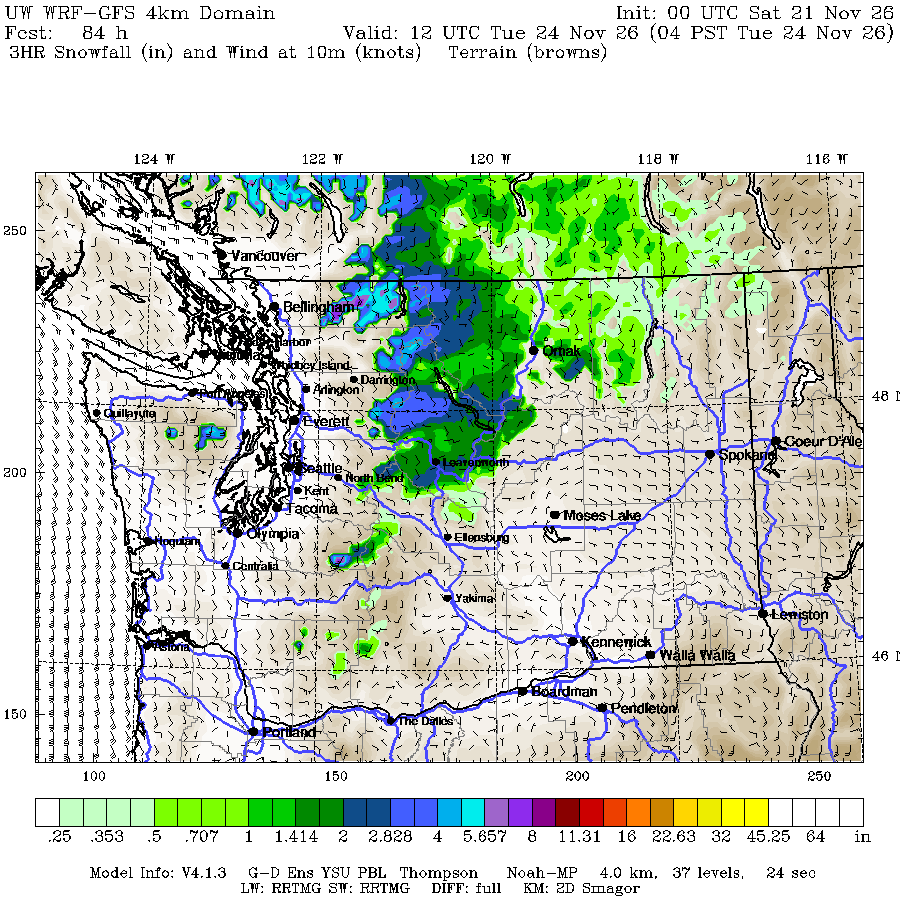 UW WRF-GFS 4km Domain Init: 00 UTC Sat 21 Nov 26
Fcst: 84 h Valid: 12 UTC Tue 24 Nov 26 (04 PST Tue 24 Nov 26)
3HR Snowfall (in) and Wind at 10m (knots) Terrain (browns)
124 W 122 W 120 W 118 W 116 W
250
Vancouver
Bellingham
Omak
Whidbey Island
Darrington
Arlington
Port Angeles
48 N
Quillayute
Everett
Coeur D'Alene
Spokane
Leavenworth
200
Seattle
North Bend
Kent
Tacoma
Moses Lake
Olympia
Ellensburg
Hoquiam
Centralia
Yakima
Lewiston
Kennewick
Astoria
Walla Walla
46 N
Boardman
Pendleton
150
The Dalles
Portland
100 150 200 250
.25 .353 .5 .707 1 1.414 2 2.828 4 5.657 8 11.31 16 22.63 32 45.25 64 in
Model Info: V4.1.3 G-D Ens YSU PBL Thompson Noah-MP 4.0 km, 37 levels, 24 sec
LW: RRTMG SW: RRTMG DIFF: full KM: 2D Smagor